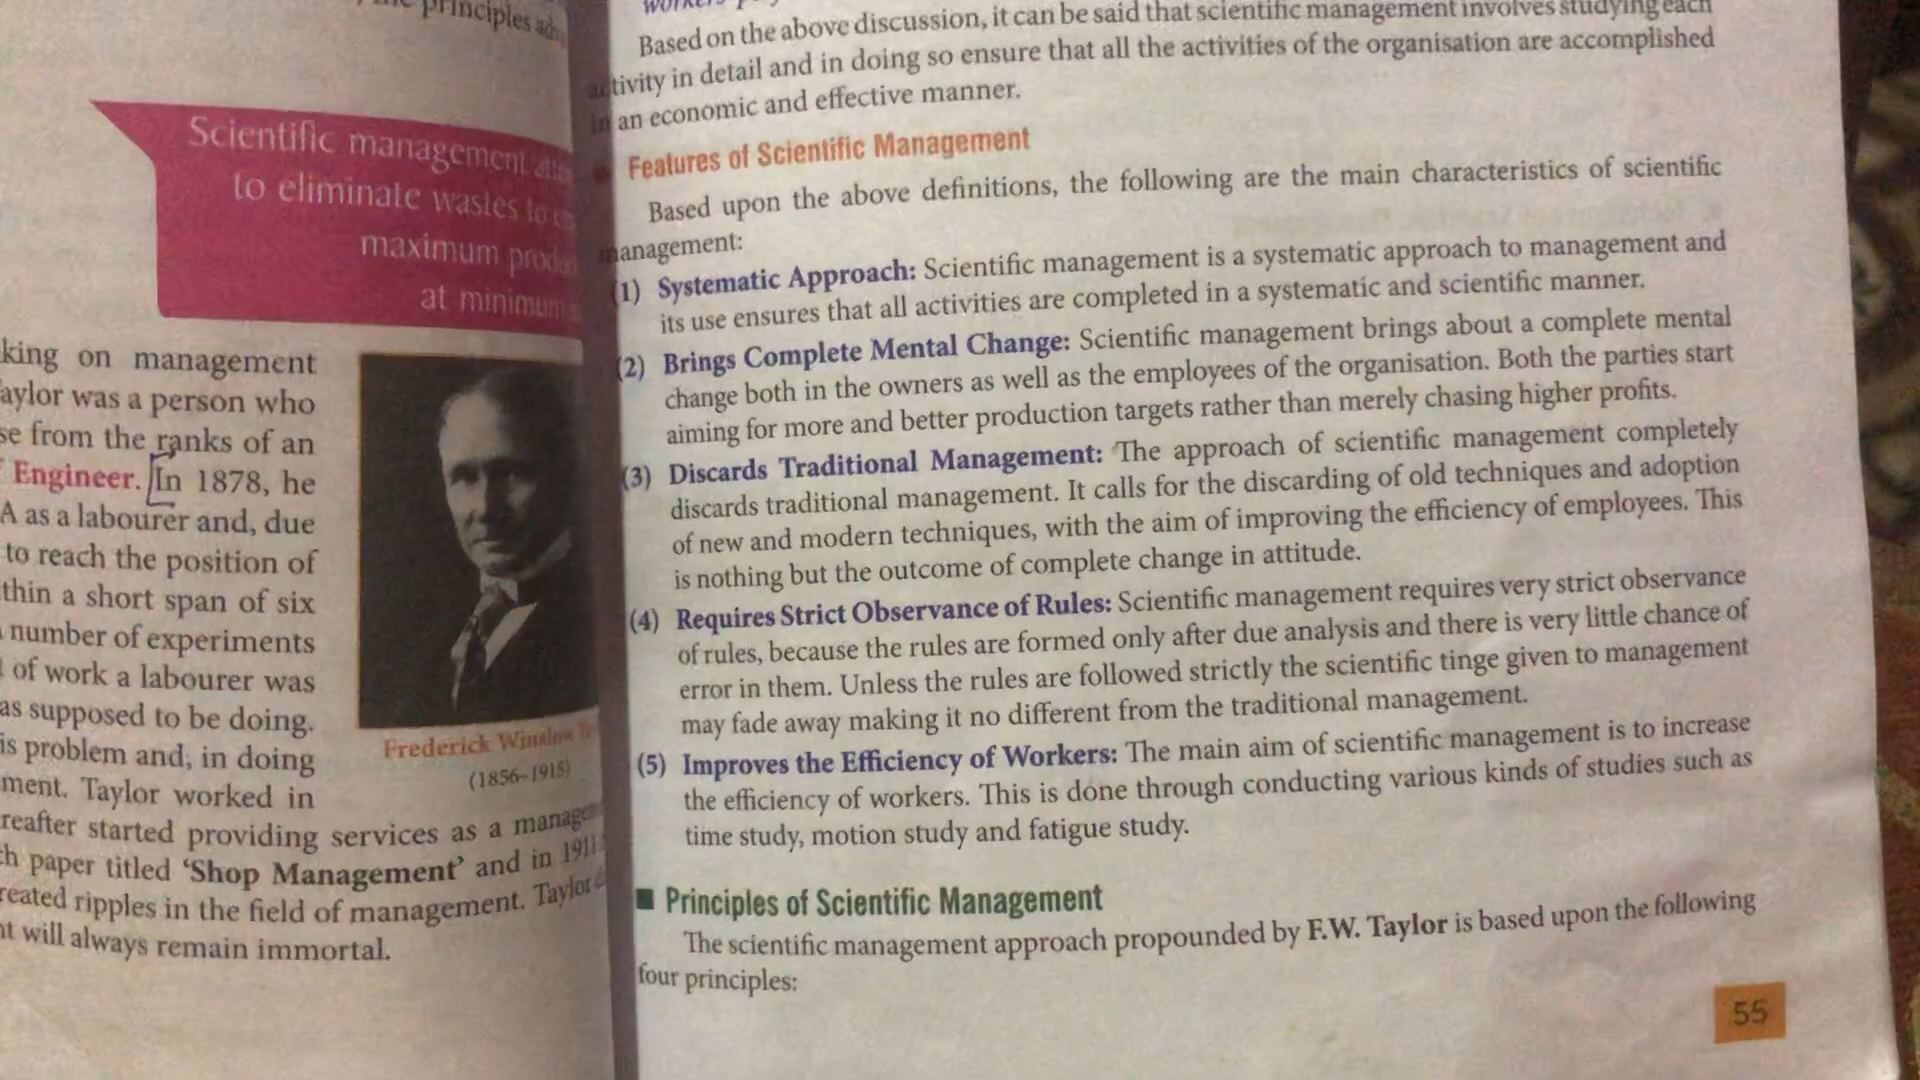 principles
Scientific management
to eliminate wastes to
maximum
at minimum
king on management
aylor was a person who
se from the ranks of an
Engineer. In 1878, he
A as a labourer and, due
to reach the position of
thin a short span of six
number of experiments
of work a labourer was
as supposed to be doing.
is problem and, in doing
ment. Taylor worked in
reafter started providing services as a manage
ch paper titled ‘Shop Management’ and in 1911
reated ripples in the field of management. Taylor
nt will always remain immortal.
Frederick Winslow
(1856–1915)
Based on the above discussion, it can be said that scientific management involves studying each
activity in detail and in doing so ensure that all the activities of the organisation are accomplished
in an economic and effective manner.
Features of Scientific Management
Based upon the above definitions, the following are the main characteristics of scientific
management:
(1) Systematic Approach: Scientific management is a systematic approach to management and
its use ensures that all activities are completed in a systematic and scientific manner.
(2) Brings Complete Mental Change: Scientific management brings about a complete mental
change both in the owners as well as the employees of the organisation. Both the parties start
aiming for more and better production targets rather than merely chasing higher profits.
(3) Discards Traditional Management: The approach of scientific management completely
discards traditional management. It calls for the discarding of old techniques and adoption
of new and modern techniques, with the aim of improving the efficiency of employees. This
is nothing but the outcome of complete change in attitude.
(4) Requires Strict Observance of Rules: Scientific management requires very strict observance
of rules, because the rules are formed only after due analysis and there is very little chance of
error in them. Unless the rules are followed strictly the scientific tinge given to management
may fade away making it no different from the traditional management.
(5) Improves the Efficiency of Workers: The main aim of scientific management is to increase
the efficiency of workers. This is done through conducting various kinds of studies such as
time study, motion study and fatigue study.
■ Principles of Scientific Management
The scientific management approach propounded by F.W. Taylor is based upon the following
four principles:
55